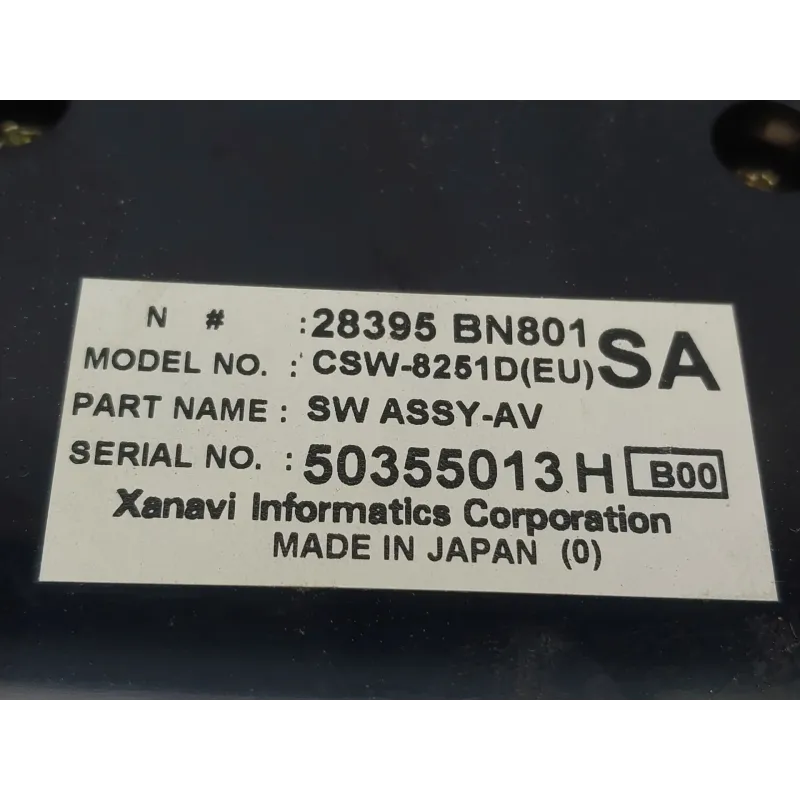 N # :28395 BN801 SA
MODEL NO. : CSW-8251D(EU)
PART NAME : SW ASSY-AV
SERIAL NO. : 50355013 H B00
Xanavi Informatics Corporation
MADE IN JAPAN (0)